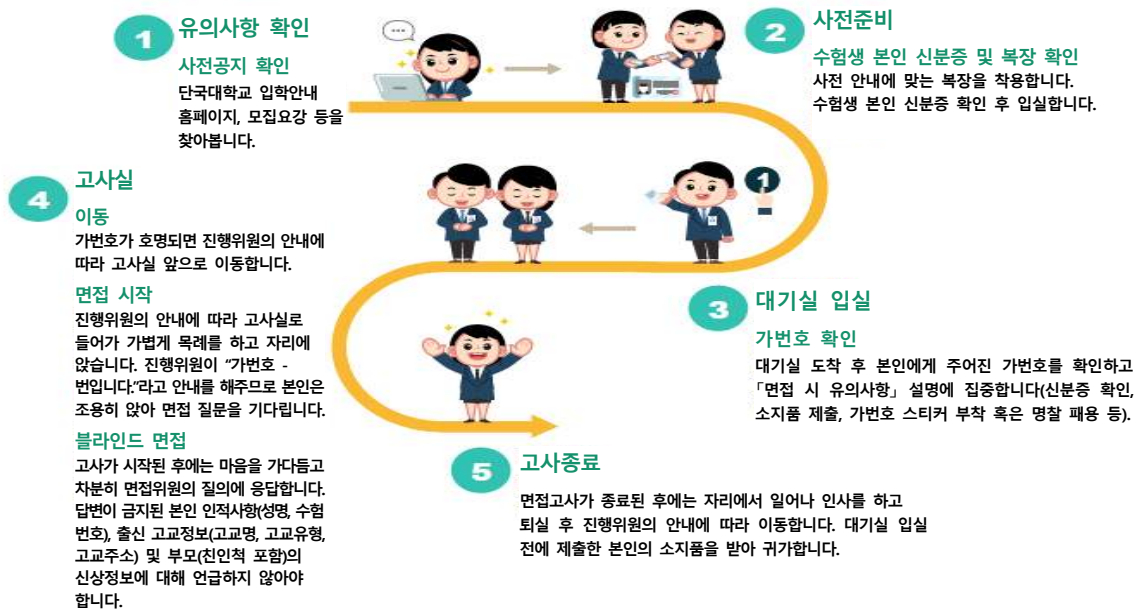 1
유의사항 확인
사전공지 확인
단국대학교 입학안내
홈페이지, 모집요강 등을
찾아봅니다.
2
사전준비
수험생 본인 신분증 및 복장 확인
사전 안내에 맞는 복장을 착용합니다.
수험생 본인 신분증 확인 후 입실합니다.
1
3
대기실 입실
가번호 확인
대기실 도착 후 본인에게 주어진 가번호를 확인하고
「면접 시 유의사항」 설명에 집중합니다(신분증 확인,
소지품 제출, 가번호 스티커 부착 혹은 명찰 패용 등).
4
고사실
이동
가번호가 호명되면 진행위원의 안내에
따라 고사실 앞으로 이동합니다.
면접 시작
진행위원의 안내에 따라 고사실로
들어가 가볍게 목례를 하고 자리에
앉습니다. 진행위원이 “가번호 -
번입니다.”라고 안내를 해주므로 본인은
조용히 앉아 면접 질문을 기다립니다.
블라인드 면접
고사가 시작된 후에는 마음을 가다듬고
차분히 면접위원의 질의에 응답합니다.
답변이 금지된 본인 인적사항(성명, 수험
번호), 출신 고교정보(고교명, 고교유형,
고교주소) 및 부모(친인척 포함)의
신상정보에 대해 언급하지 않아야
합니다.
5
고사종료
면접고사가 종료된 후에는 자리에서 일어나 인사를 하고
퇴실 후 진행위원의 안내에 따라 이동합니다. 대기실 입실
전에 제출한 본인의 소지품을 받아 귀가합니다.